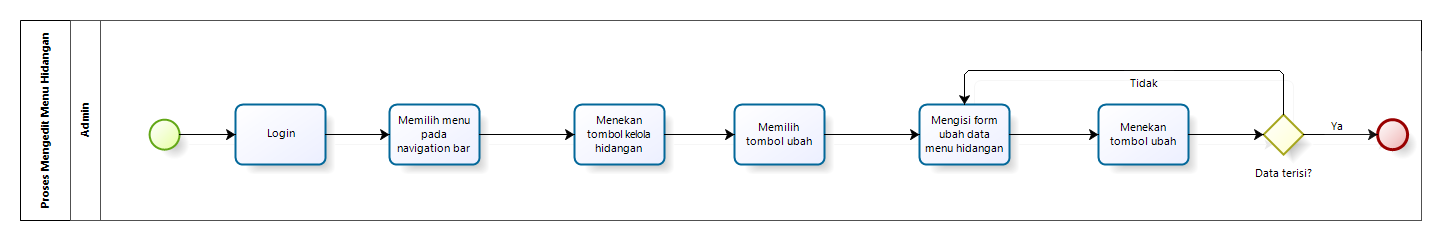 Proses Mengedit Menu Hidangan
Admin
Login
Memilih menu
pada
navigation bar
Menekan
tombol kelola
hidangan
Memilih
tombol ubah
Mengisi form
ubah data
menu hidangan
Menekan
tombol ubah
Tidak
Ya
Data terisi?